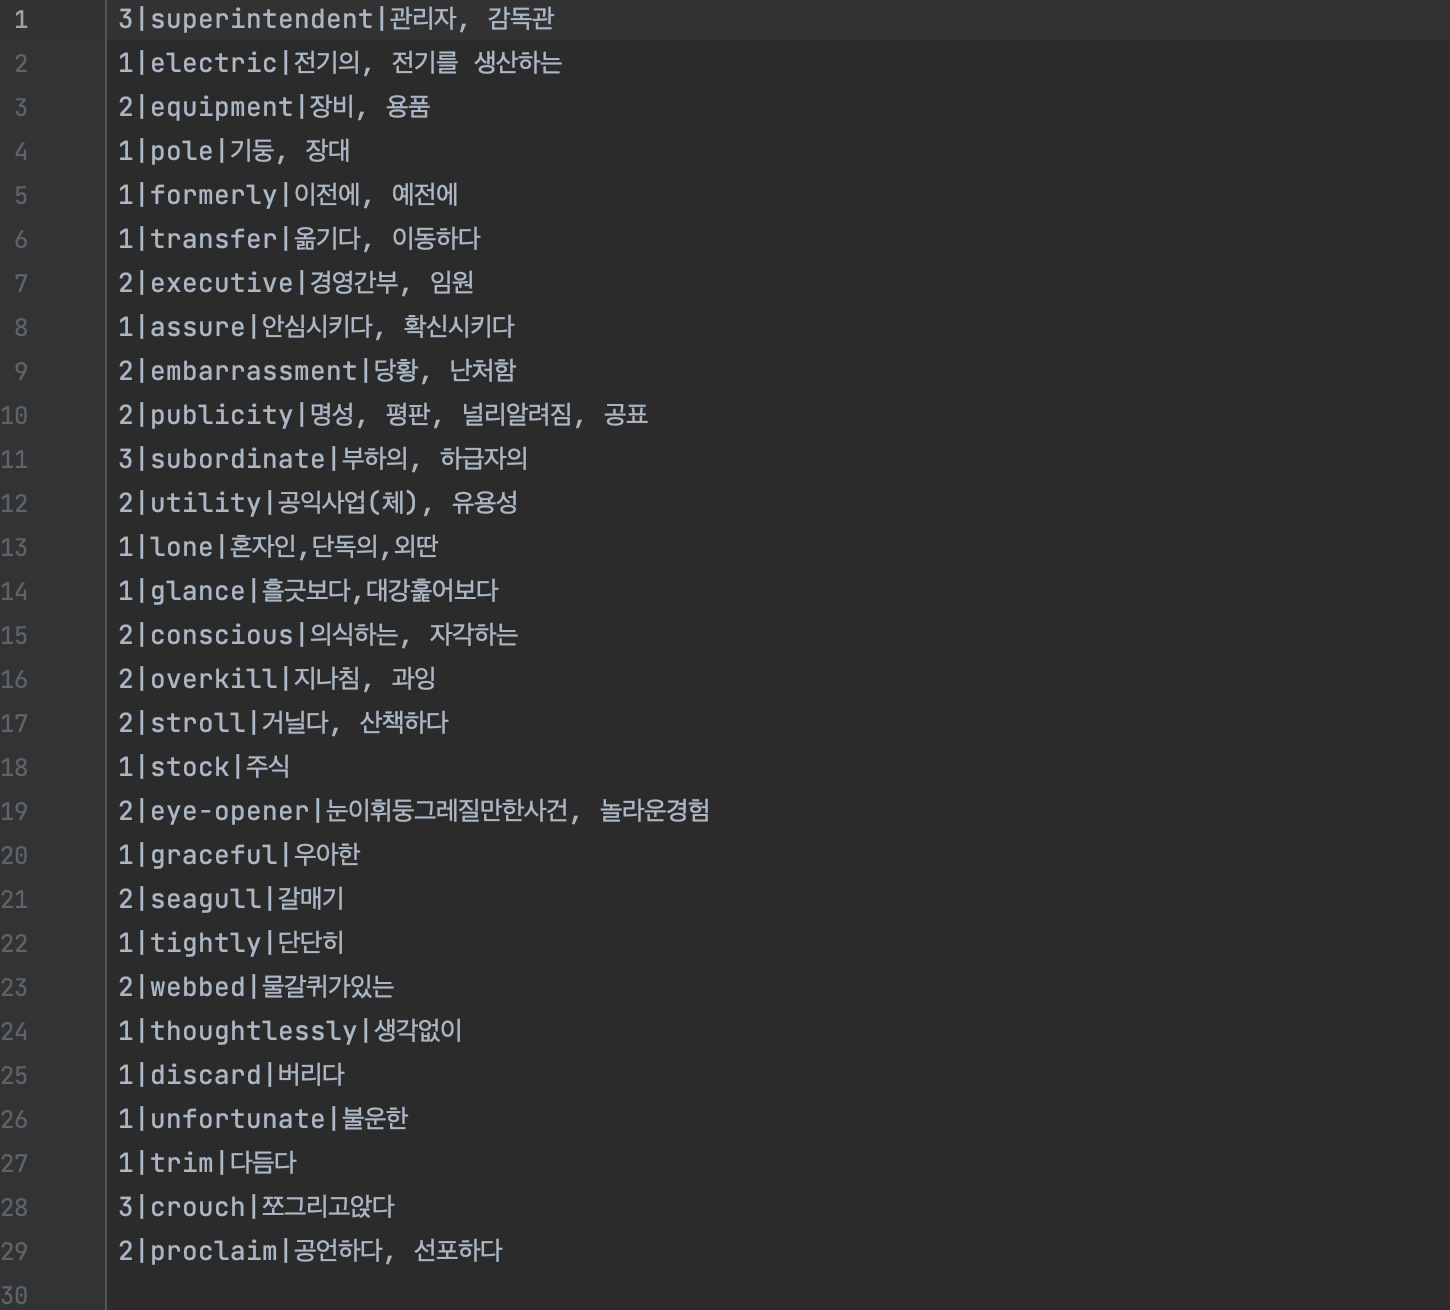 1 3|superintendent|관리자, 감독관
2 1|electric|전기의, 전기를 생산하는
3 2|equipment|장비, 용품
4 1|pole|기둥, 장대
5 1|formerly|이전에, 예전에
6 1|transfer|옮기다, 이동하다
7 2|executive|경영간부, 임원
8 1|assure|안심시키다, 확신시키다
9 2|embarrassment|당황, 난처함
10 2|publicity|명성, 평판, 널리알려짐, 공표
11 3|subordinate|부하의, 하급자의
12 2|utility|공익사업(체), 유용성
13 1|lone|혼자인,단독의,외딴
14 1|glance|흘긋보다,대강훑어보다
15 2|conscious|의식하는, 자각하는
16 2|overkill|지나침, 과잉
17 2|stroll|거닐다, 산책하다
18 1|stock|주식
19 2|eye-opener|눈이휘둥그레질만한사건, 놀라운경험
20 1|graceful|우아한
21 2|seagull|갈매기
22 1|tightly|단단히
23 2|webbed|물갈퀴가있는
24 1|thoughtlessly|생각없이
25 1|discard|버리다
26 1|unfortunate|불운한
27 1|trim|다듬다
28 3|crouch|쪼그리고앉다
29 2|proclaim|공언하다, 선포하다
30